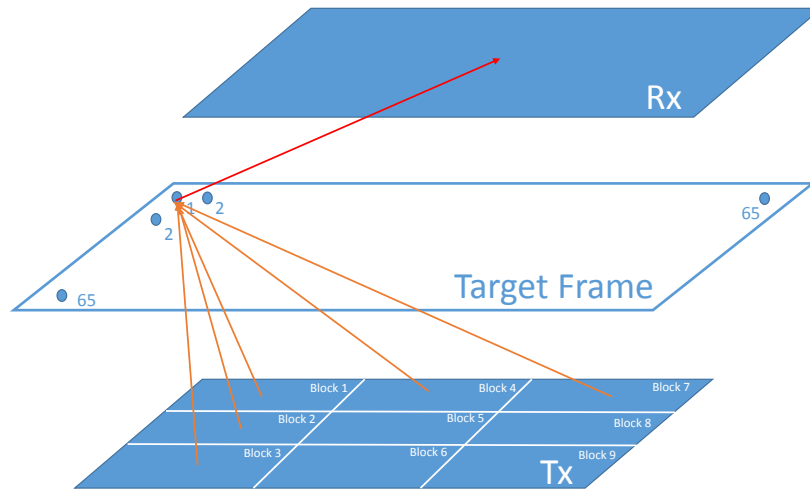 Rx
1
2
2
65
65
Target Frame
Block 1
Block 4
Block 7
Block 2
Block 5
Block 8
Block 3
Block 6
Block 9
Tx